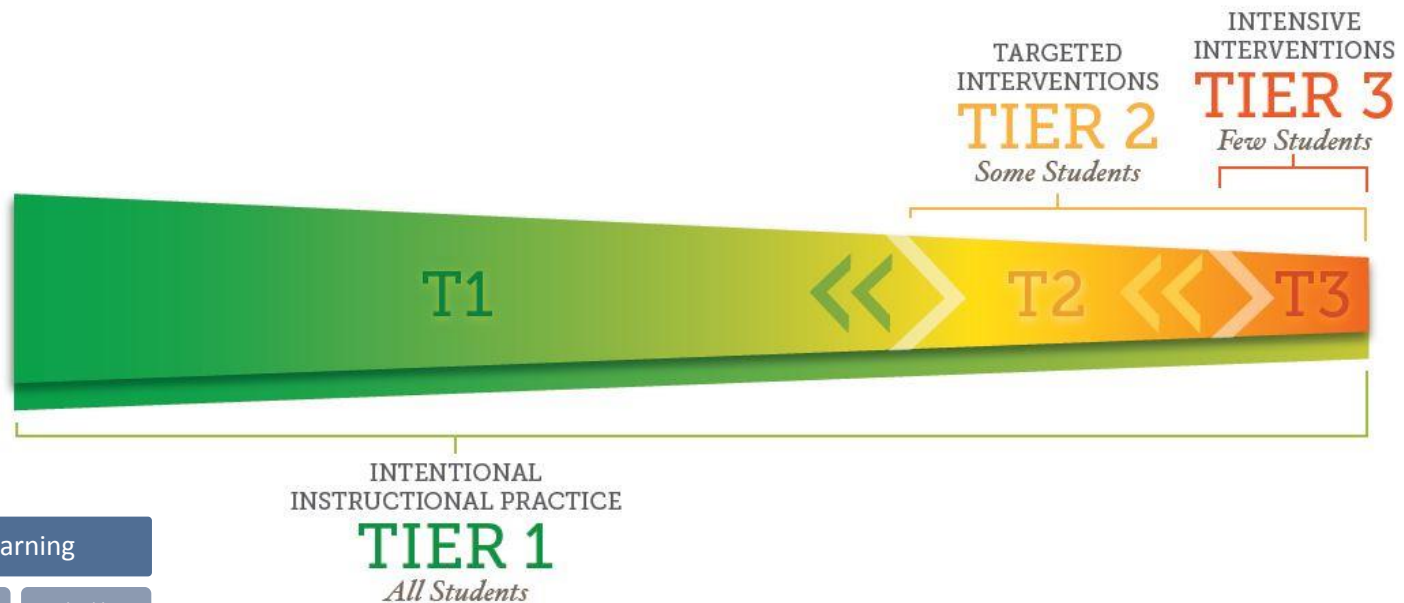 INTENSIVE
INTERVENTIONS
TIER 3
Few Students
TARGETED
INTERVENTIONS
TIER 2
Some Students
T1
T2
T3
INTENTIONAL
INSTRUCTIONAL PRACTICE
TIER 1
All Students